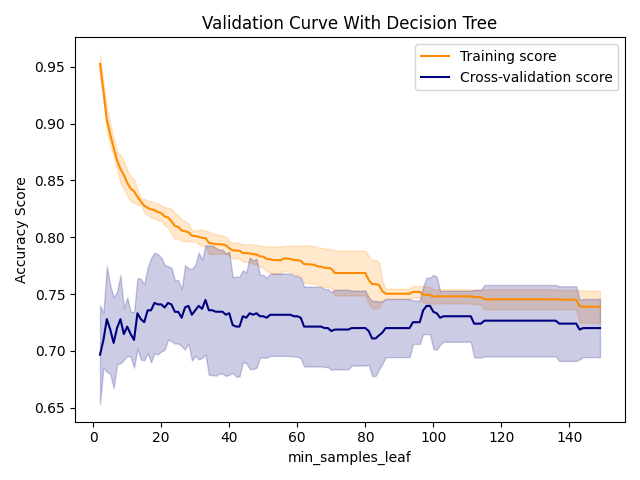 Validation Curve With Decision Tree
Training score
Cross-validation score
Accuracy Score
0.95
0.90
0.85
0.80
0.75
0.70
0.65
0 20 40 60 80 100 120 140
min_samples_leaf